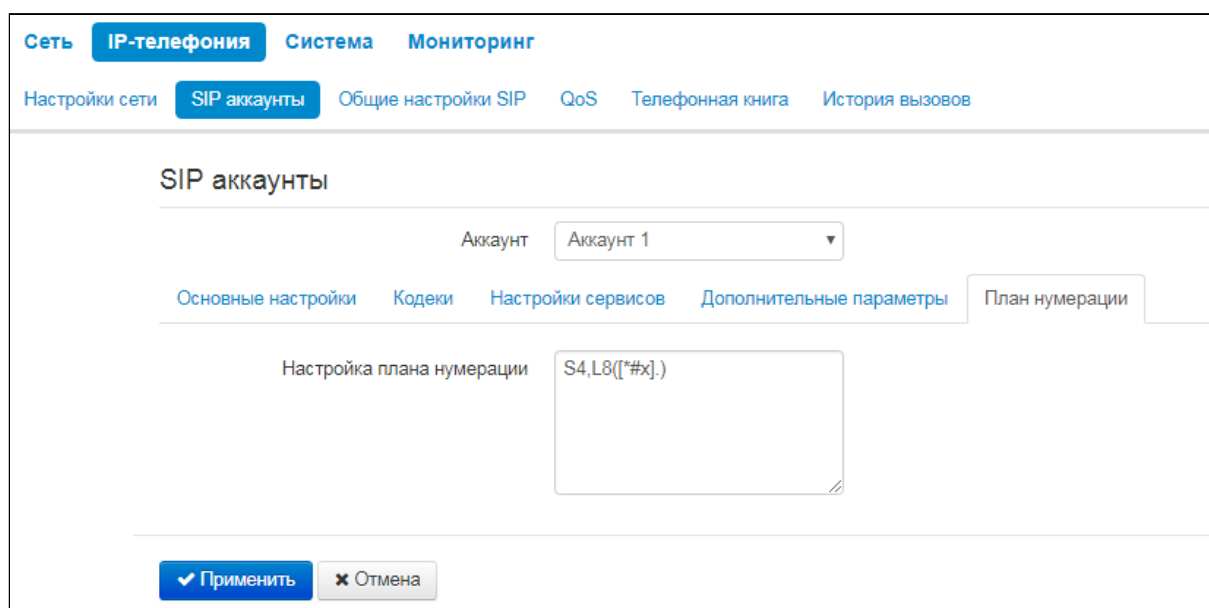 Сеть IP-телефония Система Мониторинг
Настройки сети SIP аккаунты Общие настройки SIP QoS Телефонная книга История вызовов
SIP аккаунты
Аккаунт Аккаунт 1
Основные настройки Кодеки Настройки сервисов Дополнительные параметры План нумерации
Настройка плана нумерации S4,L8([*#x].)
Применить Отмена